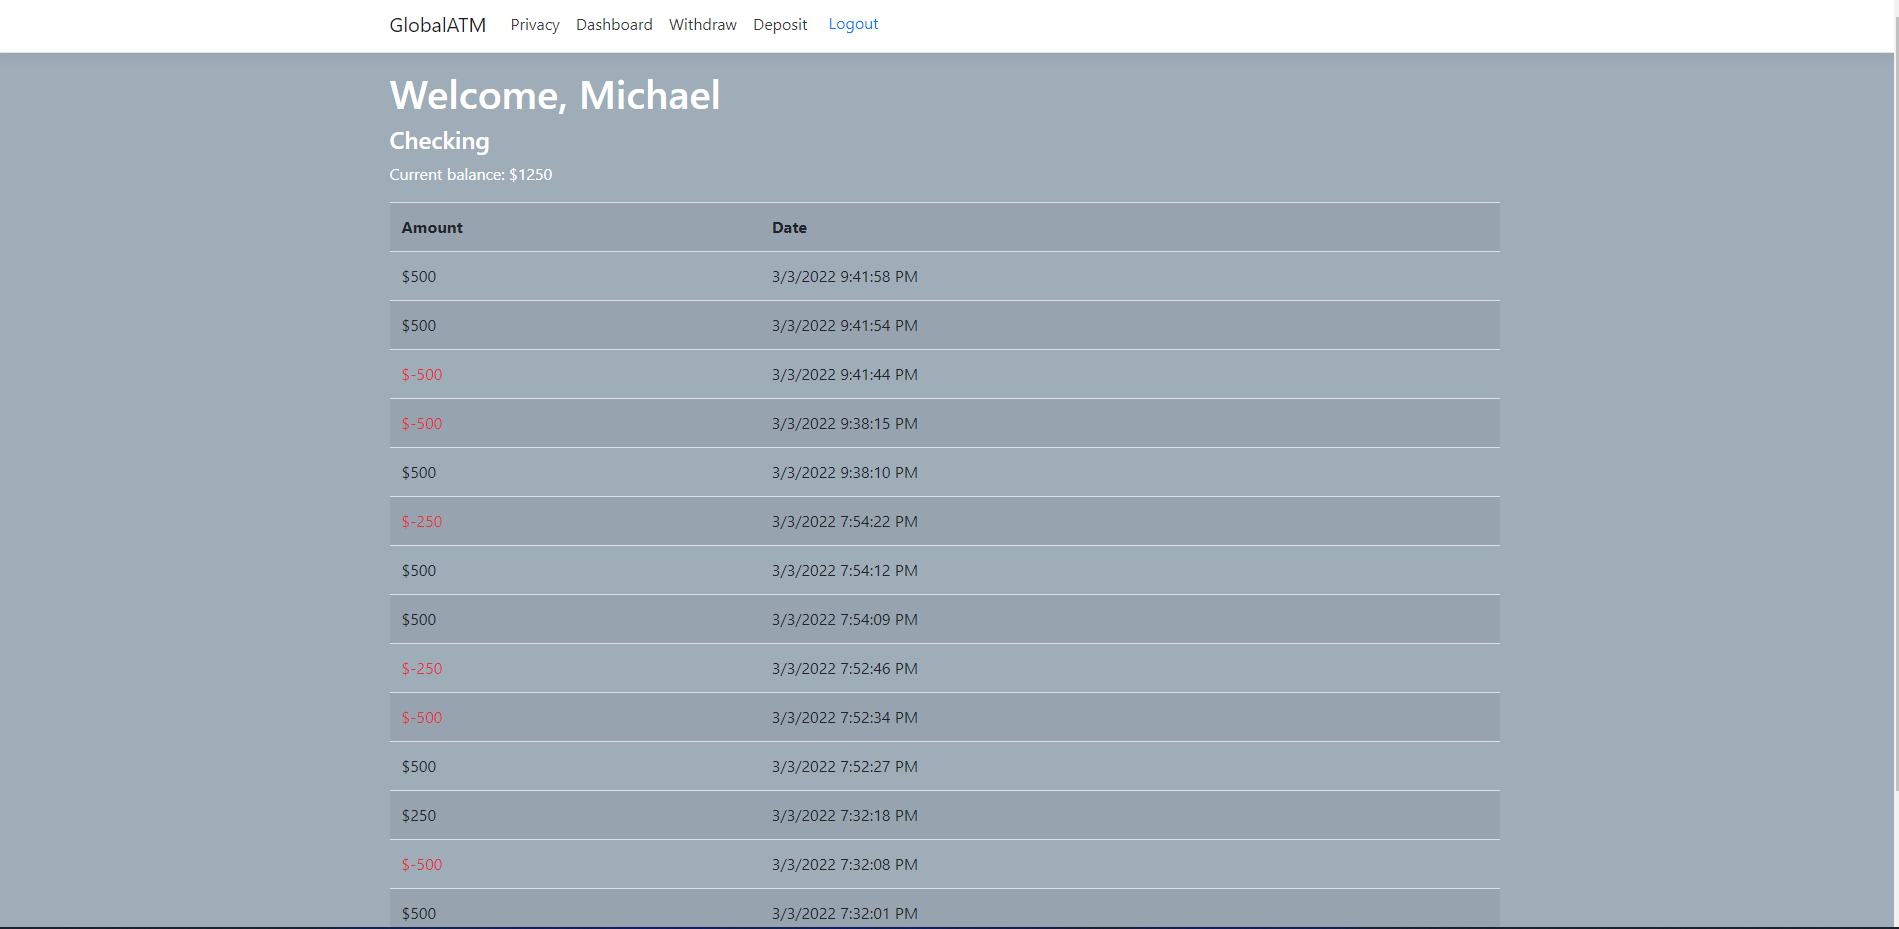 GlobalATM Privacy Dashboard Withdraw Deposit Logout
Welcome, Michael
Checking
Current balance: $1250
Amount Date
$500 3/3/2022 9:41:58 PM
$500 3/3/2022 9:41:54 PM
$-500 3/3/2022 9:41:44 PM
$-500 3/3/2022 9:38:15 PM
$500 3/3/2022 9:38:10 PM
$-250 3/3/2022 7:54:22 PM
$500 3/3/2022 7:54:12 PM
$500 3/3/2022 7:54:09 PM
$-250 3/3/2022 7:52:46 PM
$-500 3/3/2022 7:52:34 PM
$500 3/3/2022 7:52:27 PM
$250 3/3/2022 7:32:18 PM
$-500 3/3/2022 7:32:08 PM
$500 3/3/2022 7:32:01 PM